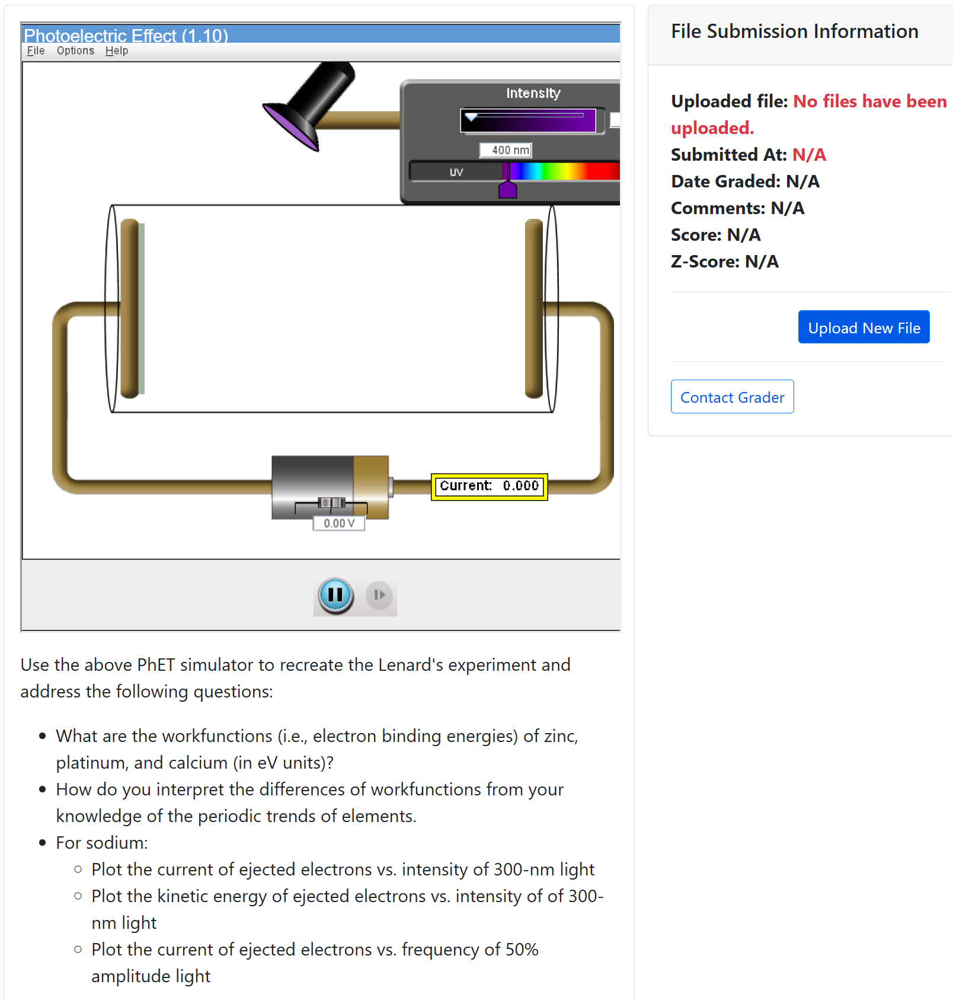 Photoelectric Effect (1.10)
File Options Help
Intensity
400 nm
UV
Current: 0.000
0.00 V
Use the above PhET simulator to recreate the Lenard's experiment and
address the following questions:
• What are the workfunctions (i.e., electron binding energies) of zinc,
platinum, and calcium (in eV units)?
• How do you interpret the differences of workfunctions from your
knowledge of the periodic trends of elements.
• For sodium:
○ Plot the current of ejected electrons vs. intensity of 300-nm light
○ Plot the kinetic energy of ejected electrons vs. intensity of of 300-
nm light
○ Plot the current of ejected electrons vs. frequency of 50%
amplitude light
File Submission Information
Uploaded file: No files have been
uploaded.
Submitted At: N/A
Date Graded: N/A
Comments: N/A
Score: N/A
Z-Score: N/A
Upload New File
Contact Grader